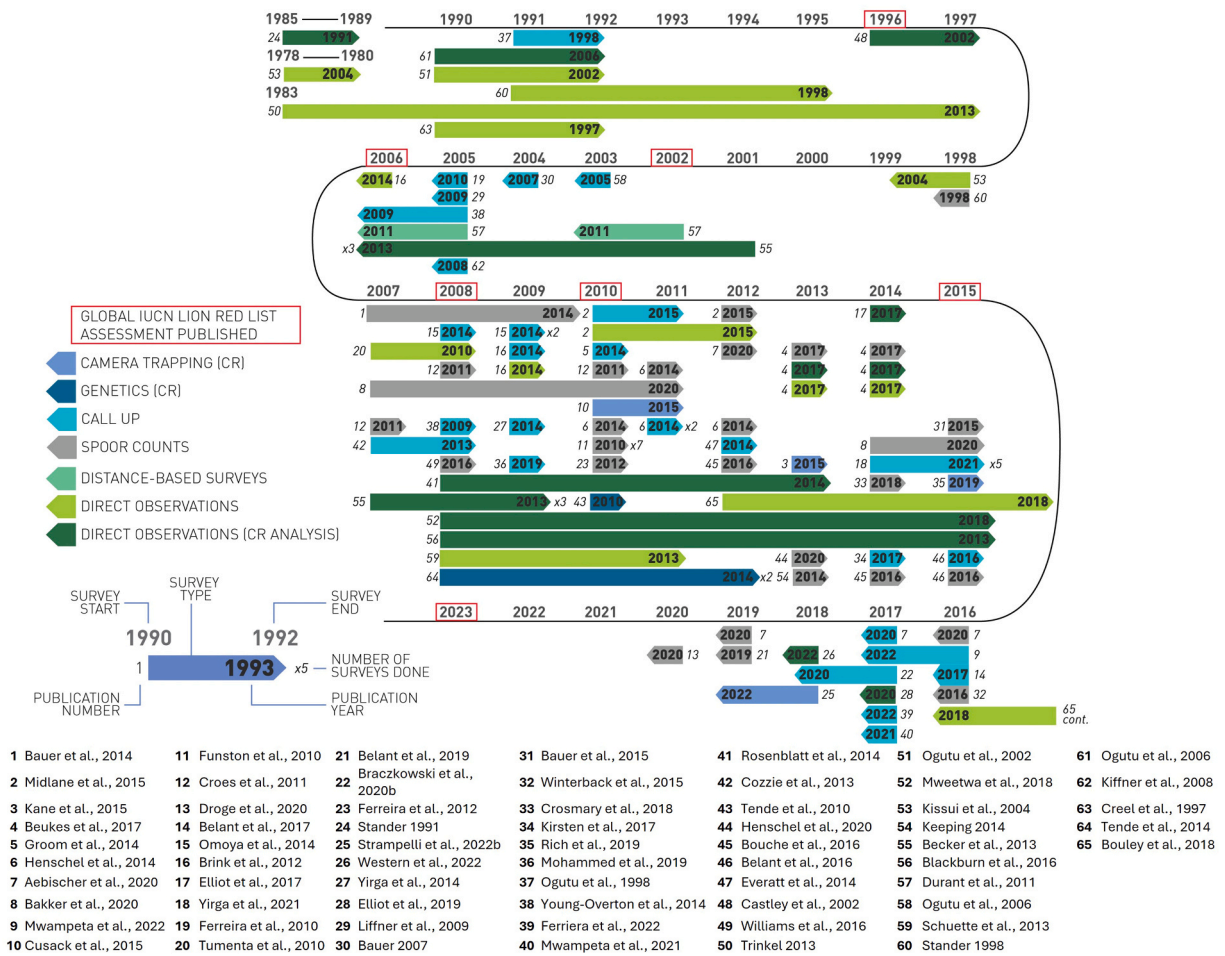 1985 1989 1990 1991 1992 1993 1994 1995 1996 1997
24 1991 37 1998 48 2002
1978 1980 61 2006
53 2004 51 2002
1983 60 1998
50 2013
63 1997
2006 2005 2004 2003 2002 2001 2000 1999 1998
2014 16 2010 19 2007 30 2005 58 2004 53
2009 29 1998 60
2009 38
2011 57 2011 57
x3 2013 55
2008 62
2007 2008 2009 2010 2011 2012 2013 2014 2015
GLOBAL IUCN LION RED LIST
ASSESSMENT PUBLISHED
CAMERA TRAPPING (CR)
GENETICS (CR)
CALL UP
SPOOR COUNTS
DISTANCE-BASED SURVEYS
DIRECT OBSERVATIONS
DIRECT OBSERVATIONS (CR ANALYSIS)
1 2014 2 2015 2 2015 17 2017
15 2014 15 2014 x2 2 2015
20 2010 16 2014 5 2014 7 2020 4 2017 4 2017
12 2011 16 2014 12 2011 6 2014 4 2017 4 2017
8 2020 4 2017 4 2017
10 2015
12 2011 38 2009 27 2014 6 2014 6 2014 x2 6 2014 31 2015
42 2013 11 2010 x7 47 2014 8 2020
49 2016 36 2019 23 2012 45 2016 3 2015 18 2021 x5
41 2014 33 2018 35 2019
55 2013 x3 43 2010 65 2018
52 2018
56 2013
59 2013 44 2020 34 2017 46 2016
64 2014 x2 54 2014 45 2016 46 2016
SURVEY
START
SURVEY
TYPE
SURVEY
END
1990 1992
1 1993 x5
NUMBER OF
SURVEYS DONE
PUBLICATION
NUMBER
PUBLICATION
YEAR
2023 2022 2021 2020 2019 2018 2017 2016
2020 7 2020 7 2020 7
2020 13 2019 21 2022 26 2022 9
2020 22 2017 14
2022 25 2020 28 2016 32
2022 39 2018 65
cont.
2021 40
1 Bauer et al., 2014
2 Midlane et al., 2015
3 Kane et al., 2015
4 Beukes et al., 2017
5 Groom et al., 2014
6 Henschel et al., 2014
7 Aebischer et al., 2020
8 Bakker et al., 2020
9 Mwampeta et al., 2022
10 Cusack et al., 2015
11 Funston et al., 2010
12 Croes et al., 2011
13 Droge et al., 2020
14 Belant et al., 2017
15 Omoya et al., 2014
16 Brink et al., 2012
17 Elliot et al., 2017
18 Yirga et al., 2021
19 Ferreira et al., 2010
20 Tumenta et al., 2010
21 Belant et al., 2019
22 Braczkowski et al.,
2020b
23 Ferreira et al., 2012
24 Stander 1991
25 Strampelli et al., 2022b
26 Western et al., 2022
27 Yirga et al., 2014
28 Elliot et al., 2019
29 Liffner et al., 2009
30 Bauer 2007
31 Bauer et al., 2015
32 Winterback et al., 2015
33 Crosmary et al., 2018
34 Kirsten et al., 2017
35 Rich et al., 2019
36 Mohammed et al., 2019
37 Ogutu et al., 1998
38 Young-Overton et al., 2014
39 Ferriera et al., 2022
40 Mwampeta et al., 2021
41 Rosenblatt et al., 2014
42 Cozzie et al., 2013
43 Tende et al., 2010
44 Henschel et al., 2020
45 Bouche et al., 2016
46 Belant et al., 2016
47 Everatt et al., 2014
48 Castley et al., 2002
49 Williams et al., 2016
50 Trinkel 2013
51 Ogutu et al., 2002
52 Mweetwa et al., 2018
53 Kissui et al., 2004
54 Keeping 2014
55 Becker et al., 2013
56 Blackburn et al., 2016
57 Durant et al., 2011
58 Ogutu et al., 2006
59 Schuette et al., 2013
60 Stander 1998
61 Ogutu et al., 2006
62 Kiffner et al., 2008
63 Creel et al., 1997
64 Tende et al., 2014
65 Bouley et al., 2018